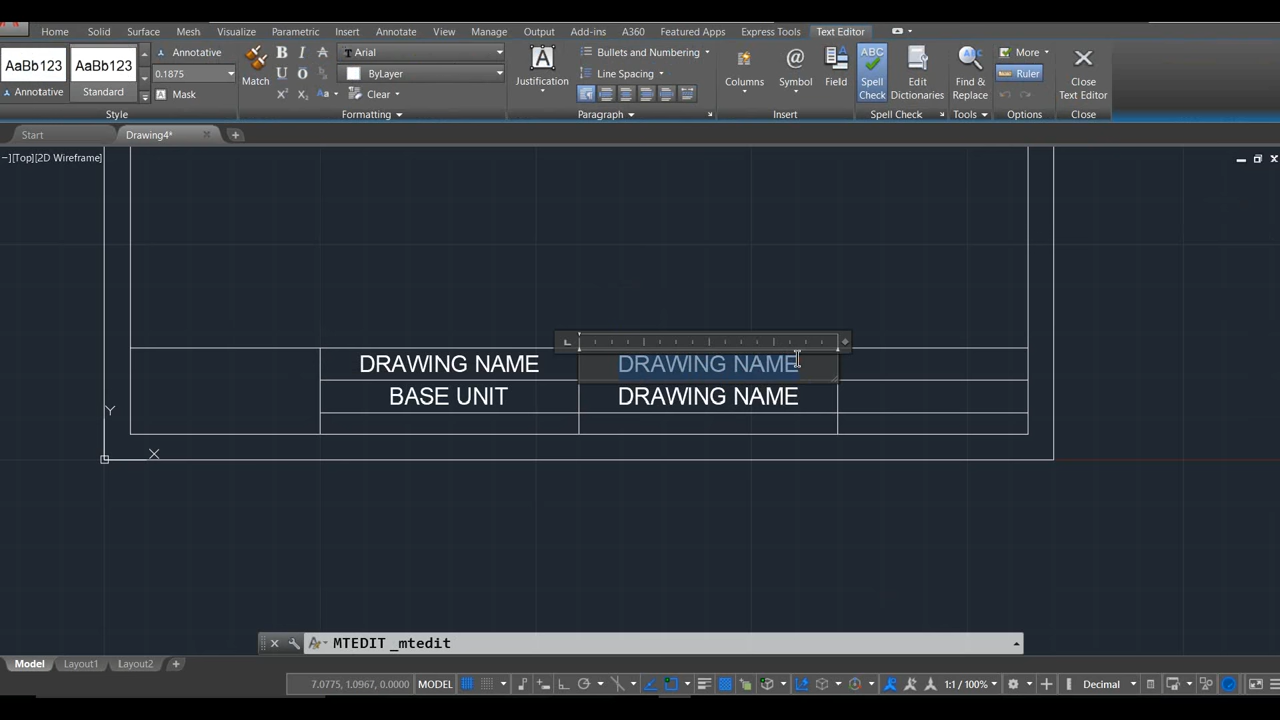 Home Solid Surface Mesh Visualize Parametric Insert Annotate View Manage Output Add-ins A360 Featured Apps Express Tools Text Editor
AaBb123 AaBb123 Annotative Match B I A Arial Bullets and Numbering More
0.1875 U O ByLayer Line Spacing Ruler
Annotative Standard Mask Clear Justification Columns @ Symbol Field ABC Spell Check Edit Dictionaries Find & Replace Close Text Editor
Style Formatting Paragraph Insert Spell Check Tools Options Close
Start Drawing4*
−][Top][2D Wireframe]
DRAWING NAME DRAWING NAME
BASE UNIT DRAWING NAME
Y
X
MTEDIT _mtedit
Model Layout1 Layout2
7.0775, 1.0967, 0.0000 MODEL 1:1 / 100% Decimal